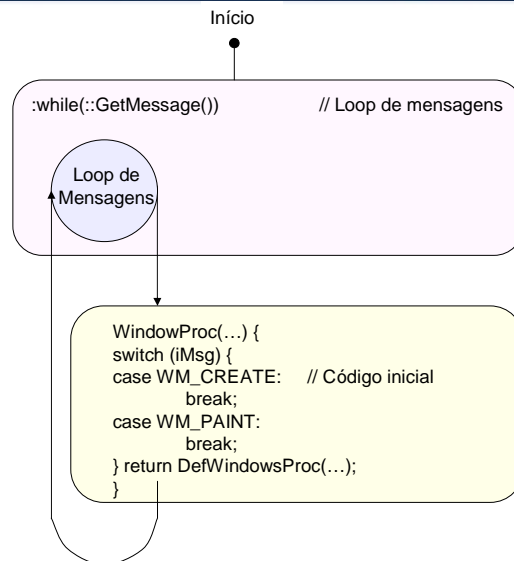 Início
:while(::GetMessage()) // Loop de mensagens
Loop de
Mensagens
WindowProc(…) {
switch (iMsg) {
case WM_CREATE: // Código inicial
break;
case WM_PAINT:
break;
} return DefWindowsProc(…);
}